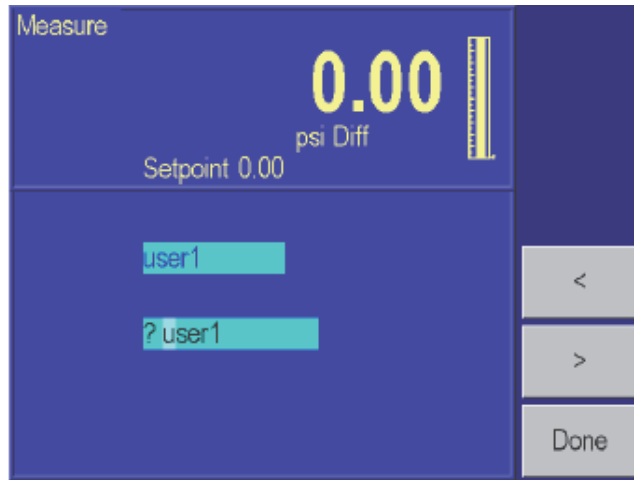 Measure
0.00
psi Diff
Setpoint 0.00
user1
? user1
<
>
Done